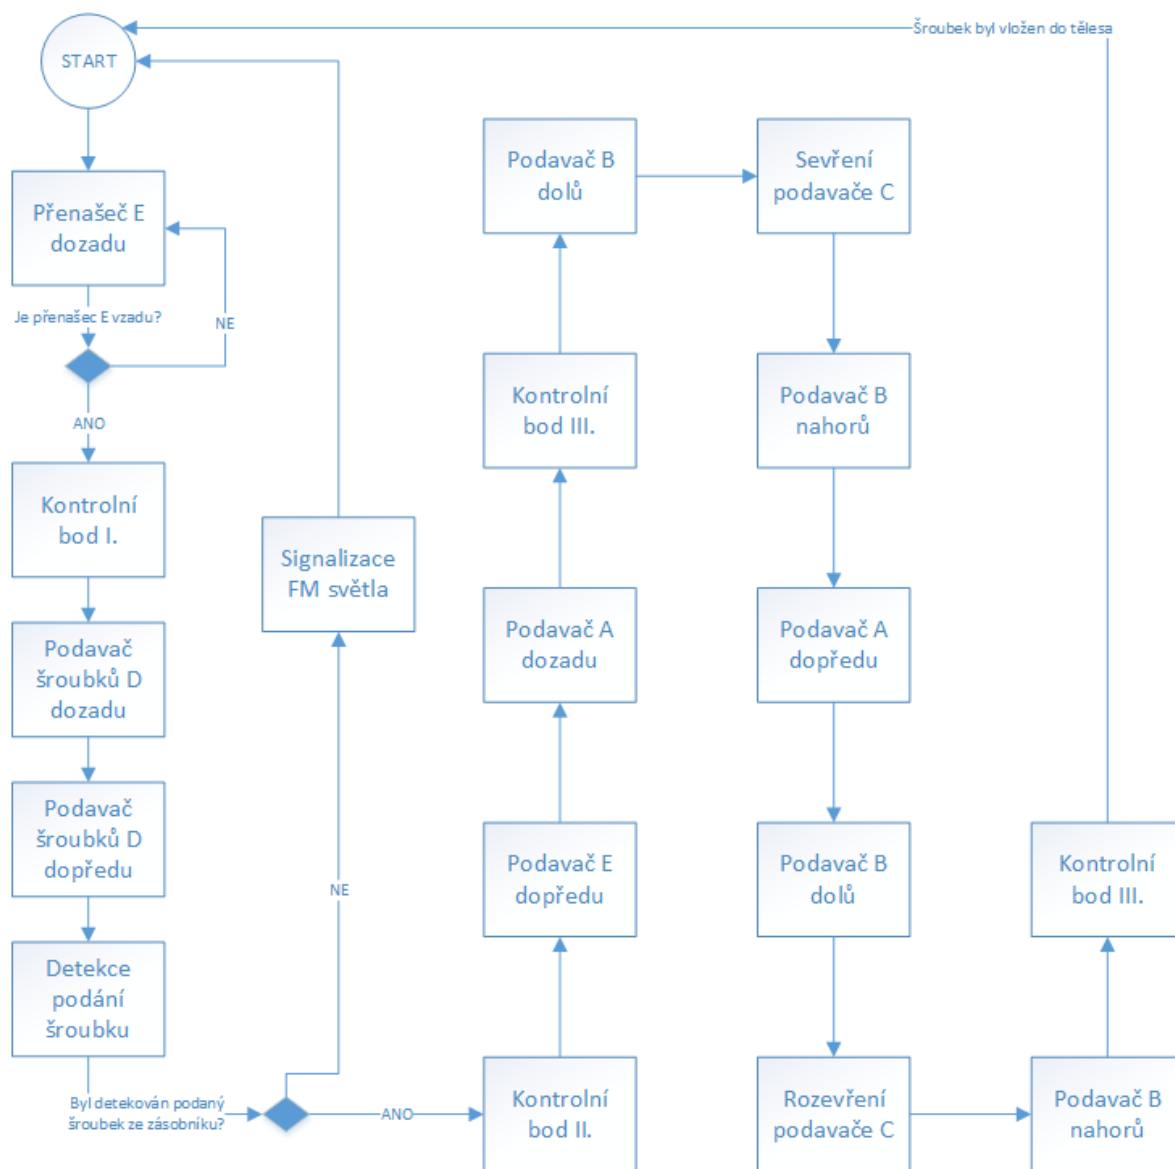 START
Přenašeč E
dozadu
Je přenašec E vzadu?
NE
ANO
Kontrolní
bod I.
Podavač
šroubků D
dozadu
Podavač
šroubků D
dopředu
Detekce
podání
šroubku
Byl detekován podaný
šroubek ze zásobníku?
NE
Signalizace
FM světla
ANO
Kontrolní
bod II.
Podavač E
dopředu
Podavač A
dozadu
Kontrolní
bod III.
Podavač B
dolů
Sevření
podavače C
Podavač B
nahorů
Podavač A
dopředu
Podavač B
dolů
Rozevření
podavače C
Podavač B
nahorů
Kontrolní
bod III.
Šroubek byl vložen do tělesa